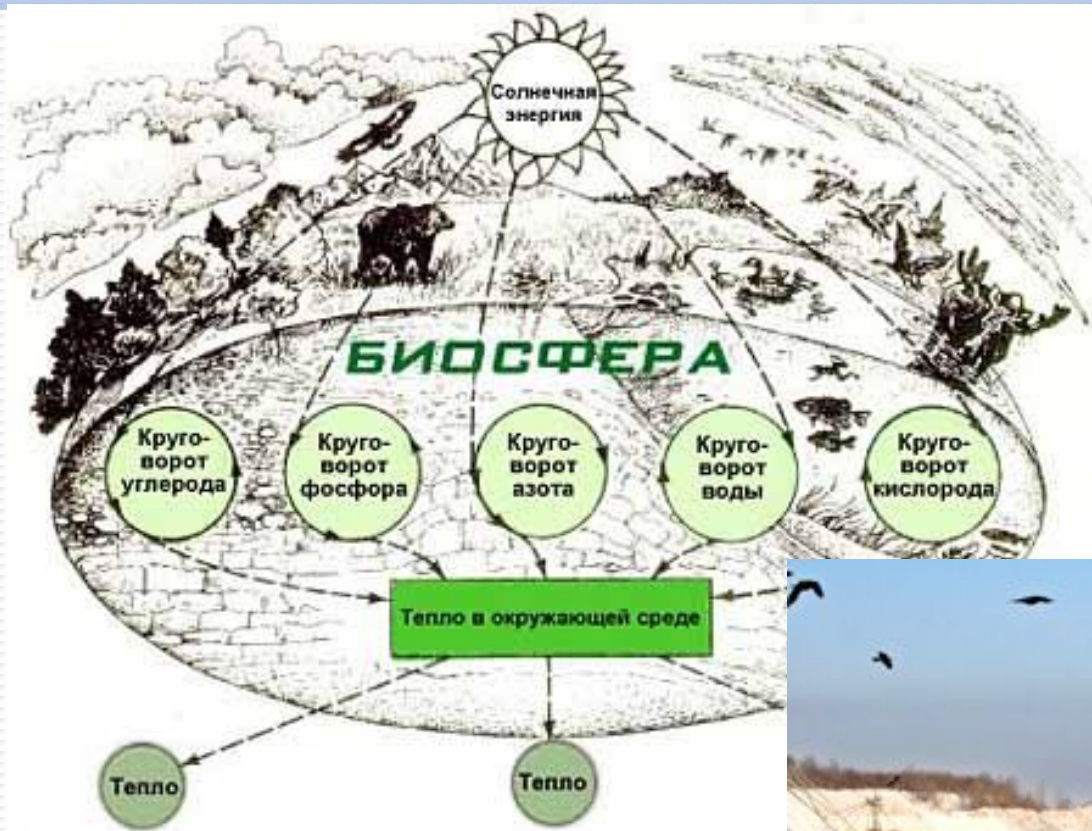 Солнечная
энергия
БИОСФЕРА
Круго-
ворот
углерода
Круго-
ворот
фосфора
Круго-
ворот
азота
Круго-
ворот
воды
Круго-
ворот
кислорода
Тепло в окружающей среде
Тепло
Тепло